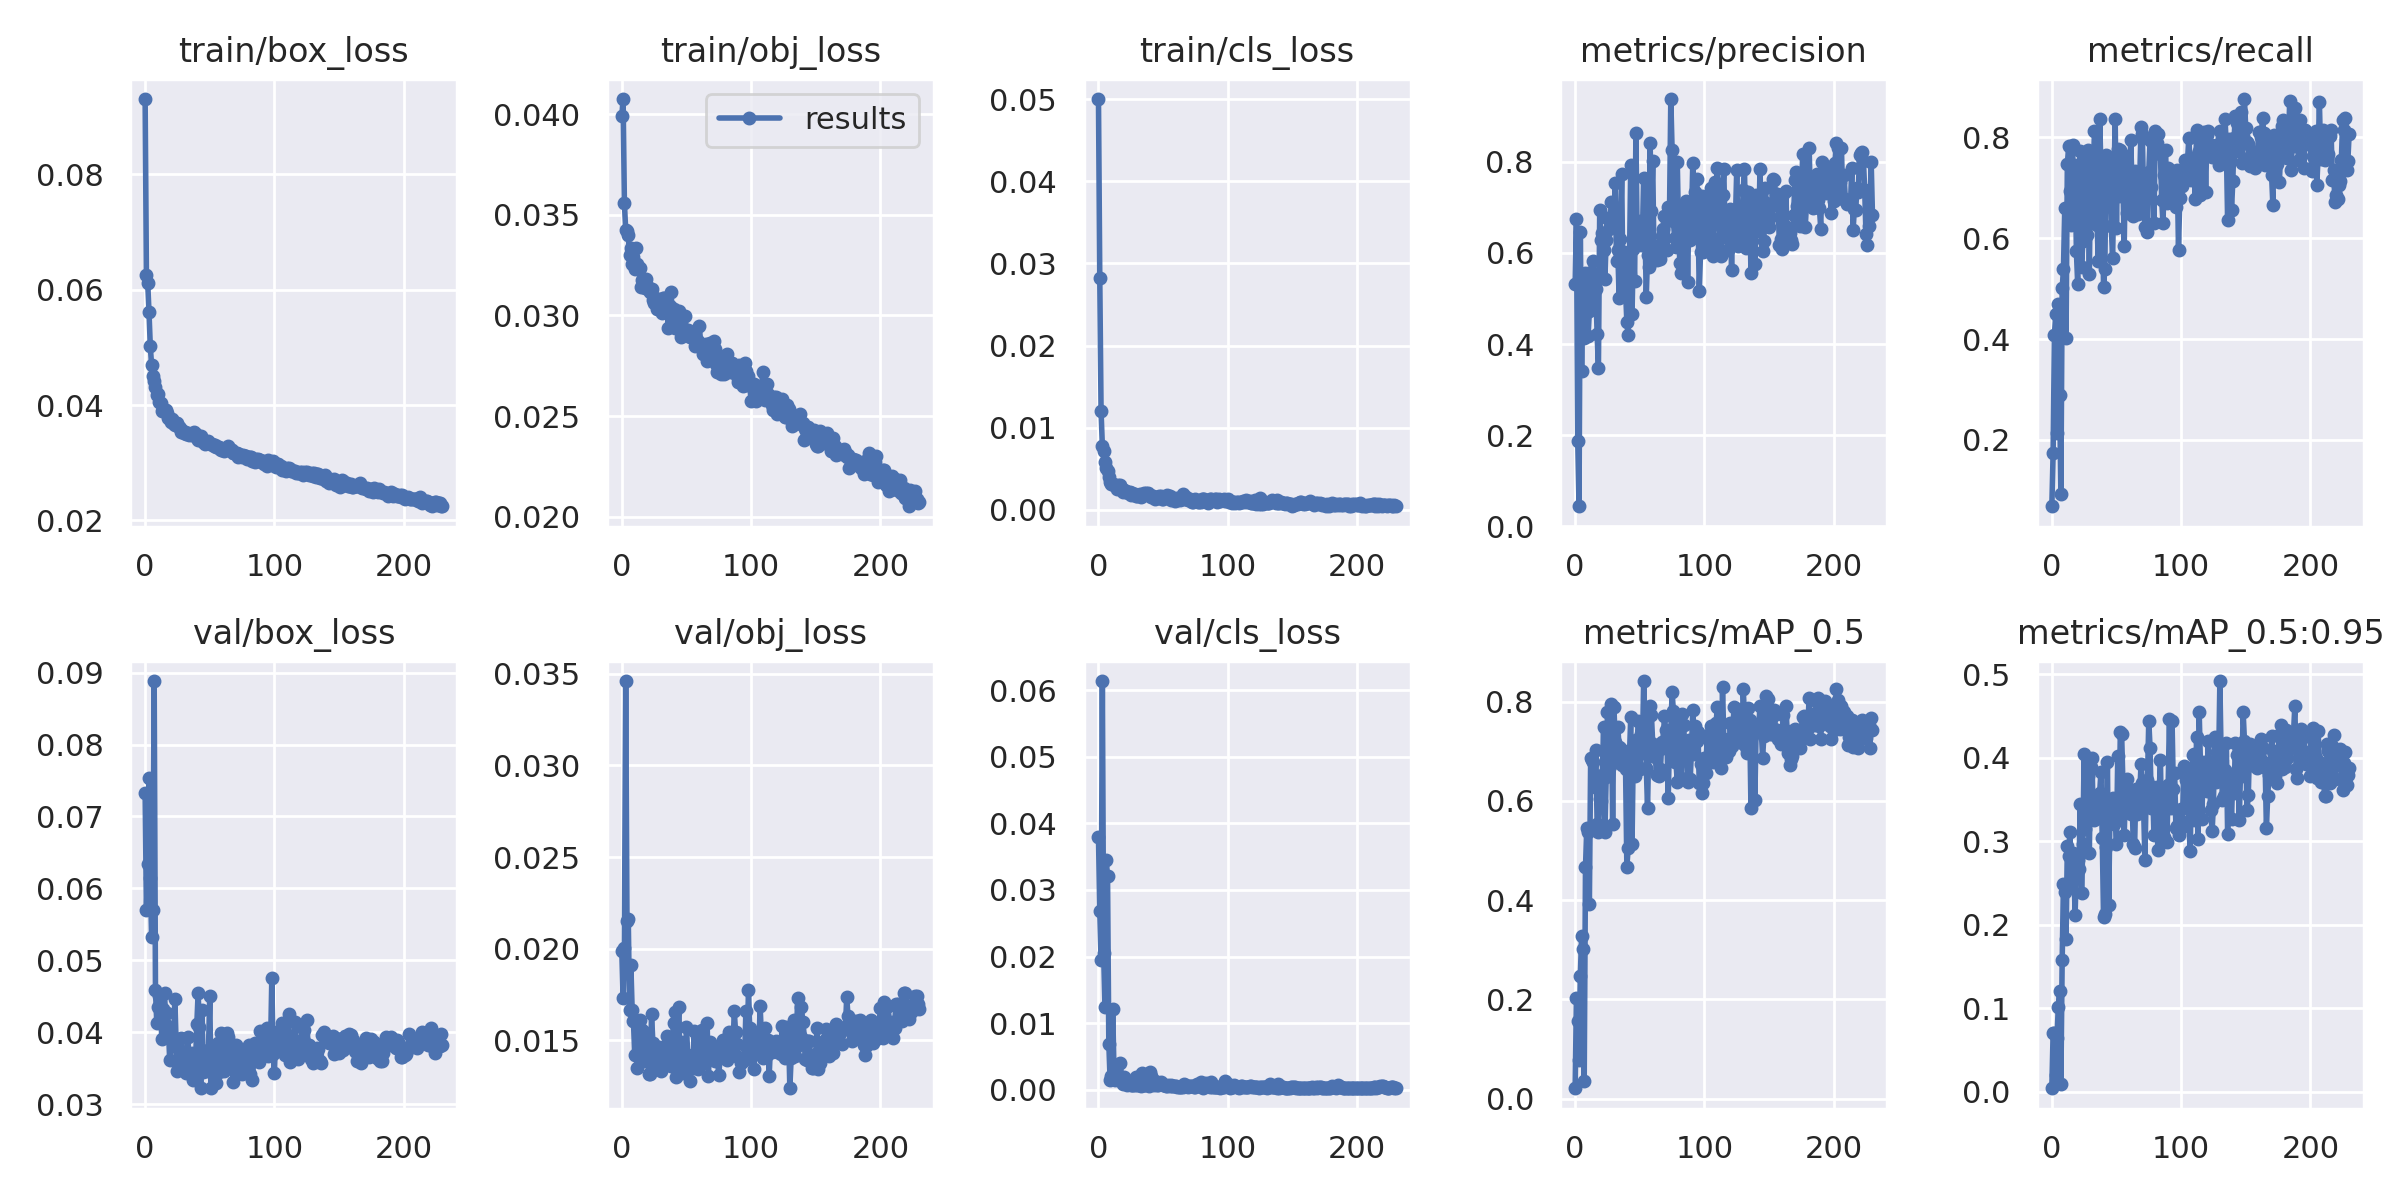 train/box_loss
train/obj_loss
train/cls_loss
metrics/precision
metrics/recall
0.08
0.06
0.04
0.02
0 100 200
results
0.040
0.035
0.030
0.025
0.020
0 100 200
0.05
0.04
0.03
0.02
0.01
0.00
0 100 200
0.8
0.6
0.4
0.2
0.0
0 100 200
0.8
0.6
0.4
0.2
0 100 200
val/box_loss
val/obj_loss
val/cls_loss
metrics/mAP_0.5
metrics/mAP_0.5:0.95
0.09
0.08
0.07
0.06
0.05
0.04
0.03
0 100 200
0.035
0.030
0.025
0.020
0.015
0 100 200
0.06
0.05
0.04
0.03
0.02
0.01
0.00
0 100 200
0.8
0.6
0.4
0.2
0.0
0 100 200
0.5
0.4
0.3
0.2
0.1
0.0
0 100 200